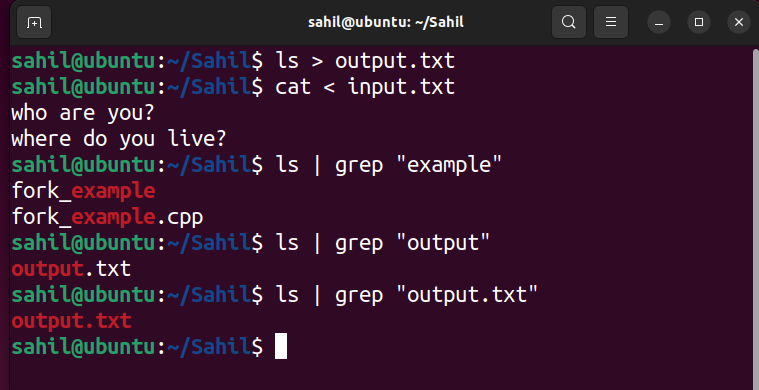 sahil@ubuntu: ~/Sahil
sahil@ubuntu:~/Sahil$ ls > output.txt
sahil@ubuntu:~/Sahil$ cat < input.txt
who are you?
where do you live?
sahil@ubuntu:~/Sahil$ ls | grep "example"
fork_example
fork_example.cpp
sahil@ubuntu:~/Sahil$ ls | grep "output"
output.txt
sahil@ubuntu:~/Sahil$ ls | grep "output.txt"
output.txt
sahil@ubuntu:~/Sahil$